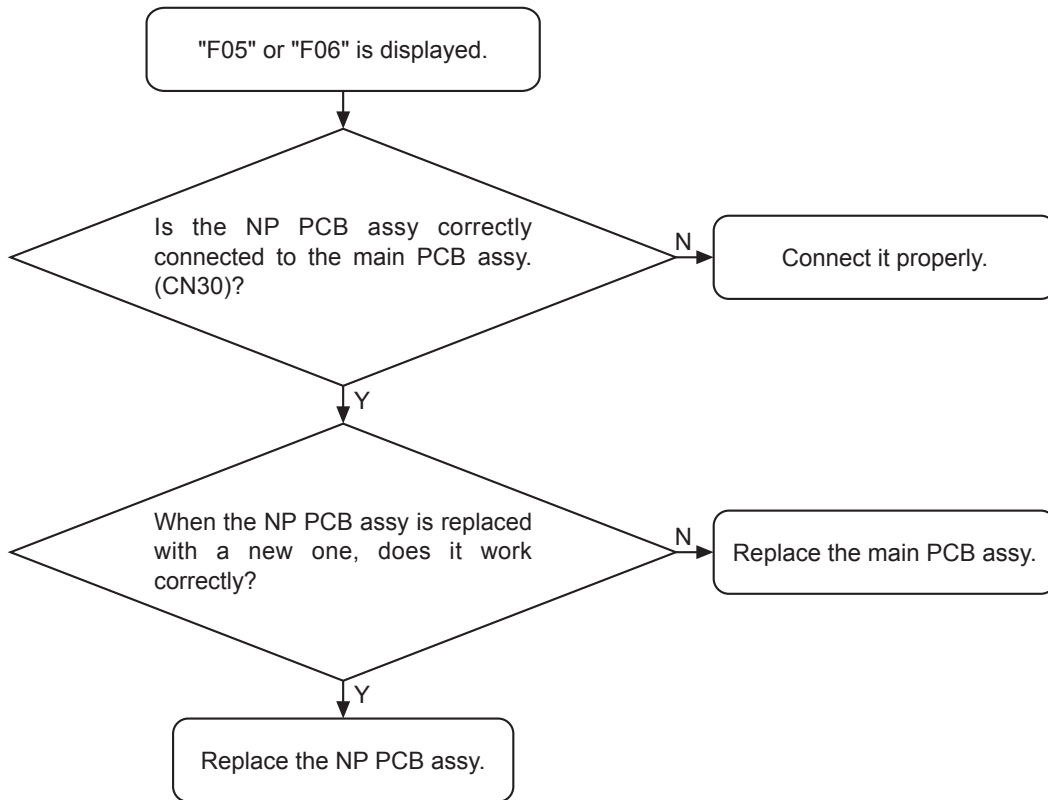 "F05" or "F06" is displayed.
Is the NP PCB assy correctly
connected to the main PCB assy.
(CN30)?
N
Connect it properly.
Y
When the NP PCB assy is replaced
with a new one, does it work
correctly?
N
Replace the main PCB assy.
Y
Replace the NP PCB assy.